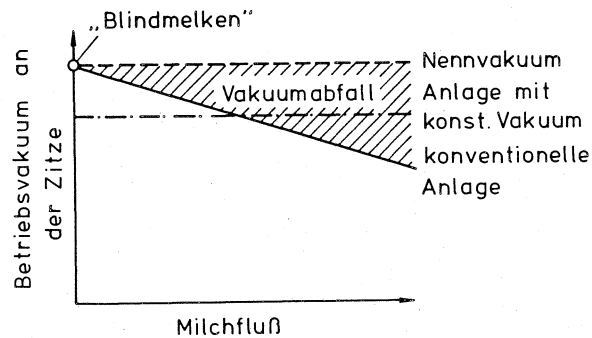 „Blindmelken“
Betriebsvakuum an
der Zitze
Vakuumabfall
Nennvakuum
Anlage mit
konst. Vakuum
konventionelle
Anlage
Milchfluß